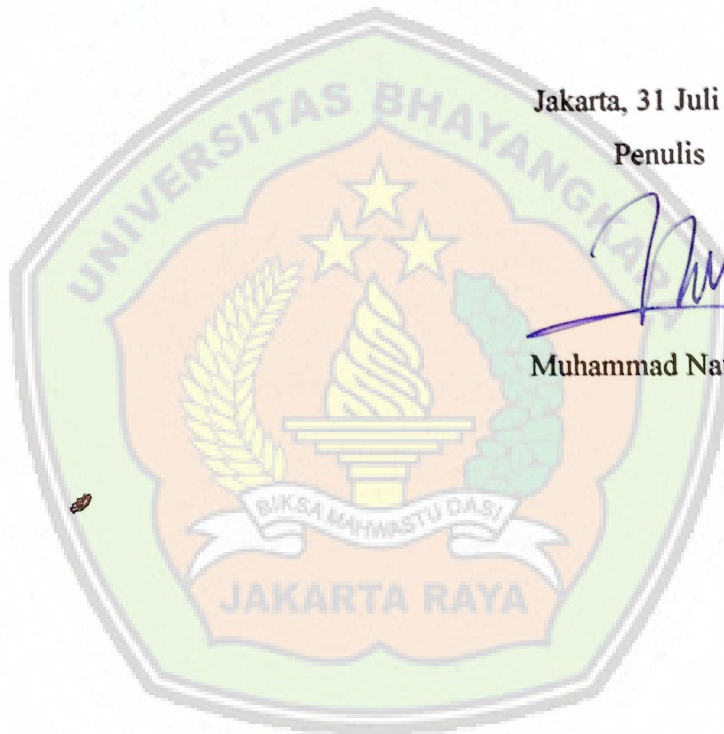 Jakarta, 31 Juli
Penulis
Muhammad
UNIVERSITAS BHAYANGKARA
BIKSA MAHWASTU DASI
JAKARTA RAYA